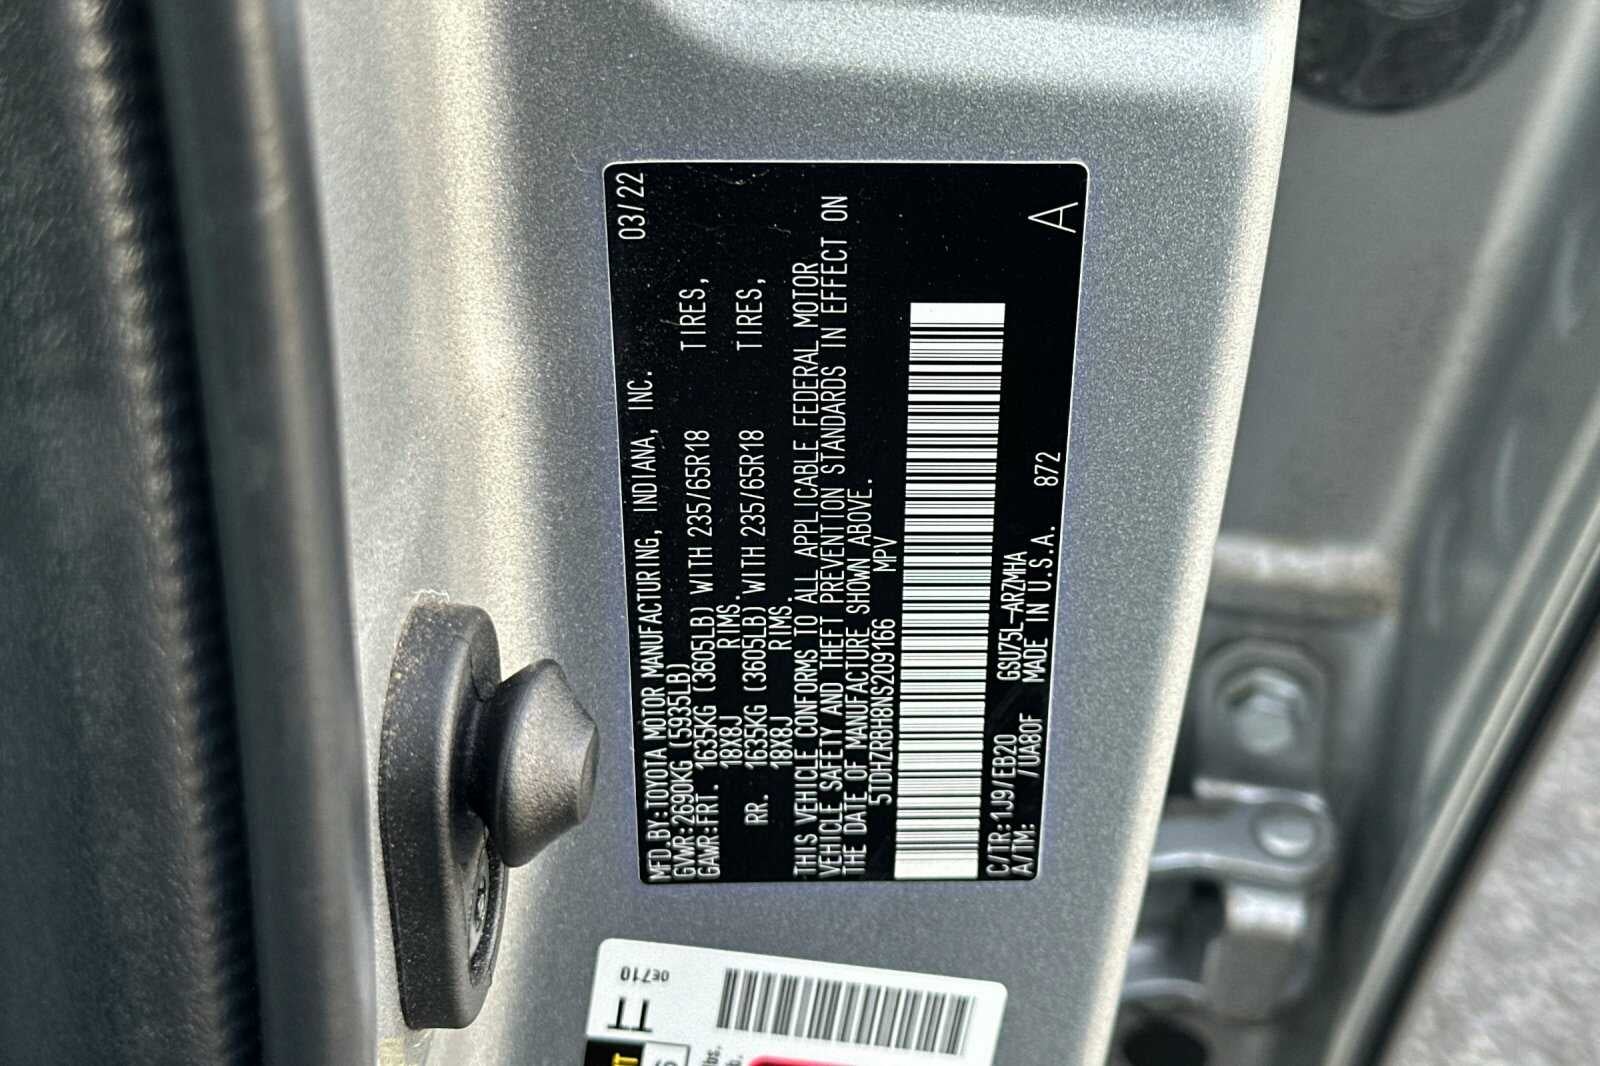 MFD.BY:TOYOTA MOTOR MANUFACTURING, INDIANA, INC. 03/22
GVWR:2690KG (5935LB)
GAWR:FRT. 1635KG (3605LB) WITH 235/65R18 TIRES,
18X8J RIMS.
RR. 1635KG (3605LB) WITH 235/65R18 TIRES,
18X8J RIMS.
THIS VEHICLE CONFORMS TO ALL APPLICABLE FEDERAL MOTOR
VEHICLE SAFETY AND THEFT PREVENTION STANDARDS IN EFFECT ON
THE DATE OF MANUFACTURE SHOWN ABOVE.
5TDHZRBH8NS209166 MPV
C/TR:1J9/EB20 GSU75L-ARZMHA
A/TM: /UA80F MADE IN U.S.A. 872 A
0E710